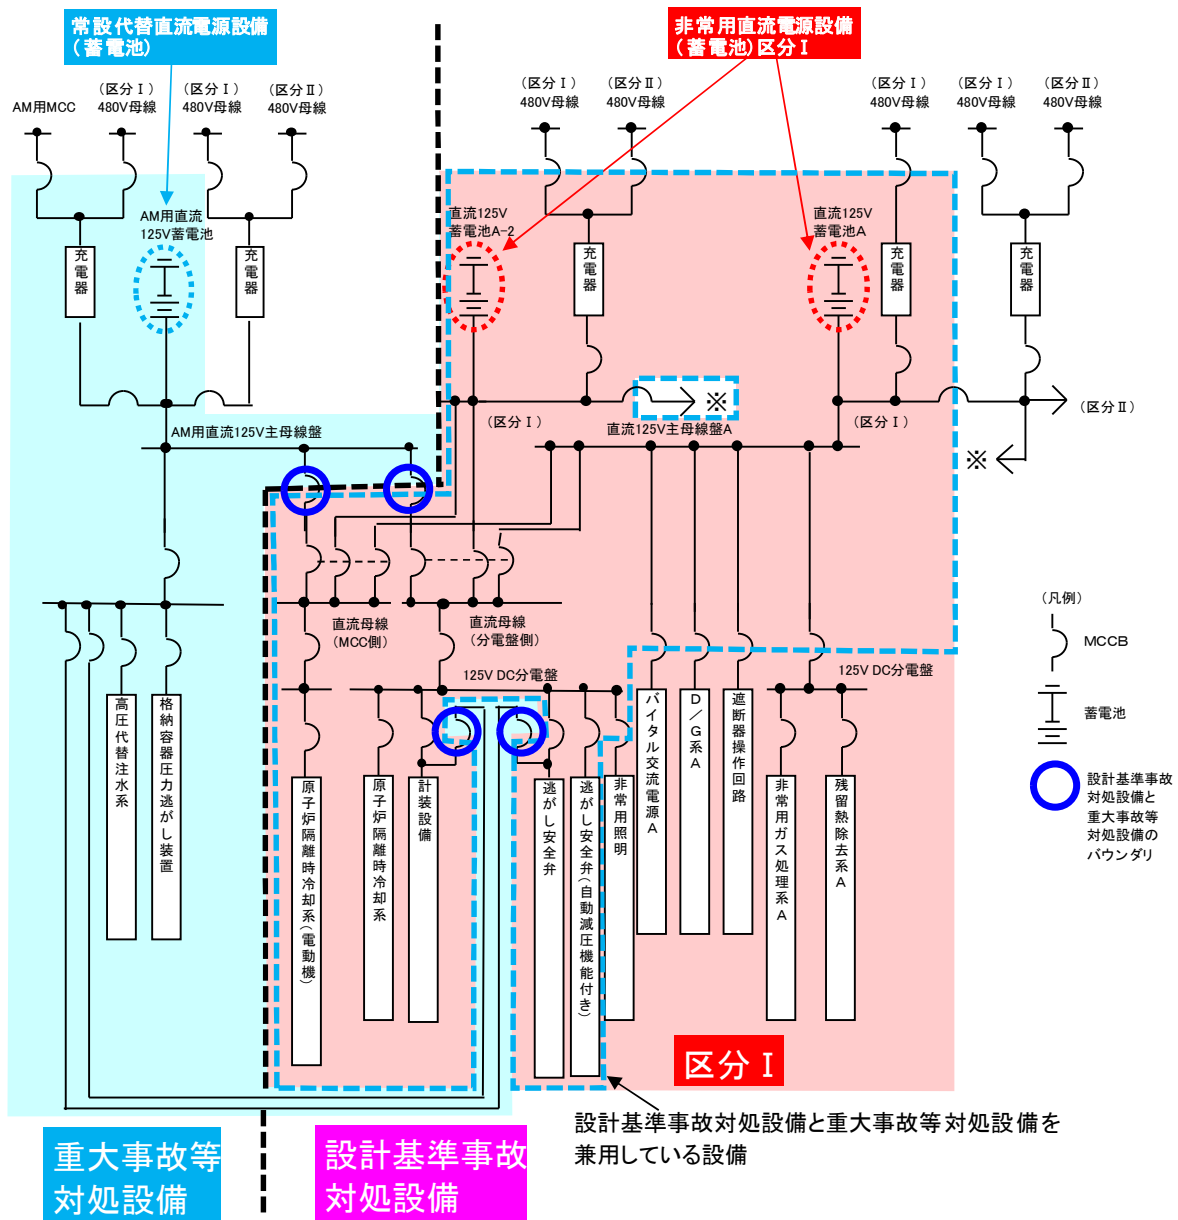 常設代替直流電源設備
(蓄電池)
非常用直流電源設備
(蓄電池)区分Ⅰ
AM用MCC
(区分Ⅰ)
480V母線
(区分Ⅰ)
480V母線
(区分Ⅱ)
480V母線
(区分Ⅰ)
480V母線
(区分Ⅱ)
480V母線
(区分Ⅰ)
480V母線
(区分Ⅰ)
480V母線
(区分Ⅱ)
480V母線
AM用直流
125V蓄電池
直流125V
蓄電池A-2
直流125V
蓄電池A
充電器
充電器
充電器
充電器
充電器
※
(区分Ⅰ)
直流125V主母線盤A
(区分Ⅰ)
(区分Ⅱ)
※
AM用直流125V主母線盤
直流母線
(MCC側)
直流母線
(分電盤側)
125V DC分電盤
125V DC分電盤
高圧代替注水系
格納容器圧力逃がし装置
原子炉隔離時冷却系(電動機)
原子炉隔離時冷却系
計装設備
逃がし安全弁
逃がし安全弁(自動減圧機能付き)
非常用照明
バイタル交流電源A
D/G系A
遮断器操作回路
非常用ガス処理系A
残留熱除去系A
(凡例)
MCCB
蓄電池
設計基準事故
対処設備と
重大事故等
対処設備の
バウンダリ
区分Ⅰ
設計基準事故対処設備と重大事故等対処設備を
兼用している設備
重大事故等
対処設備
設計基準事故
対処設備